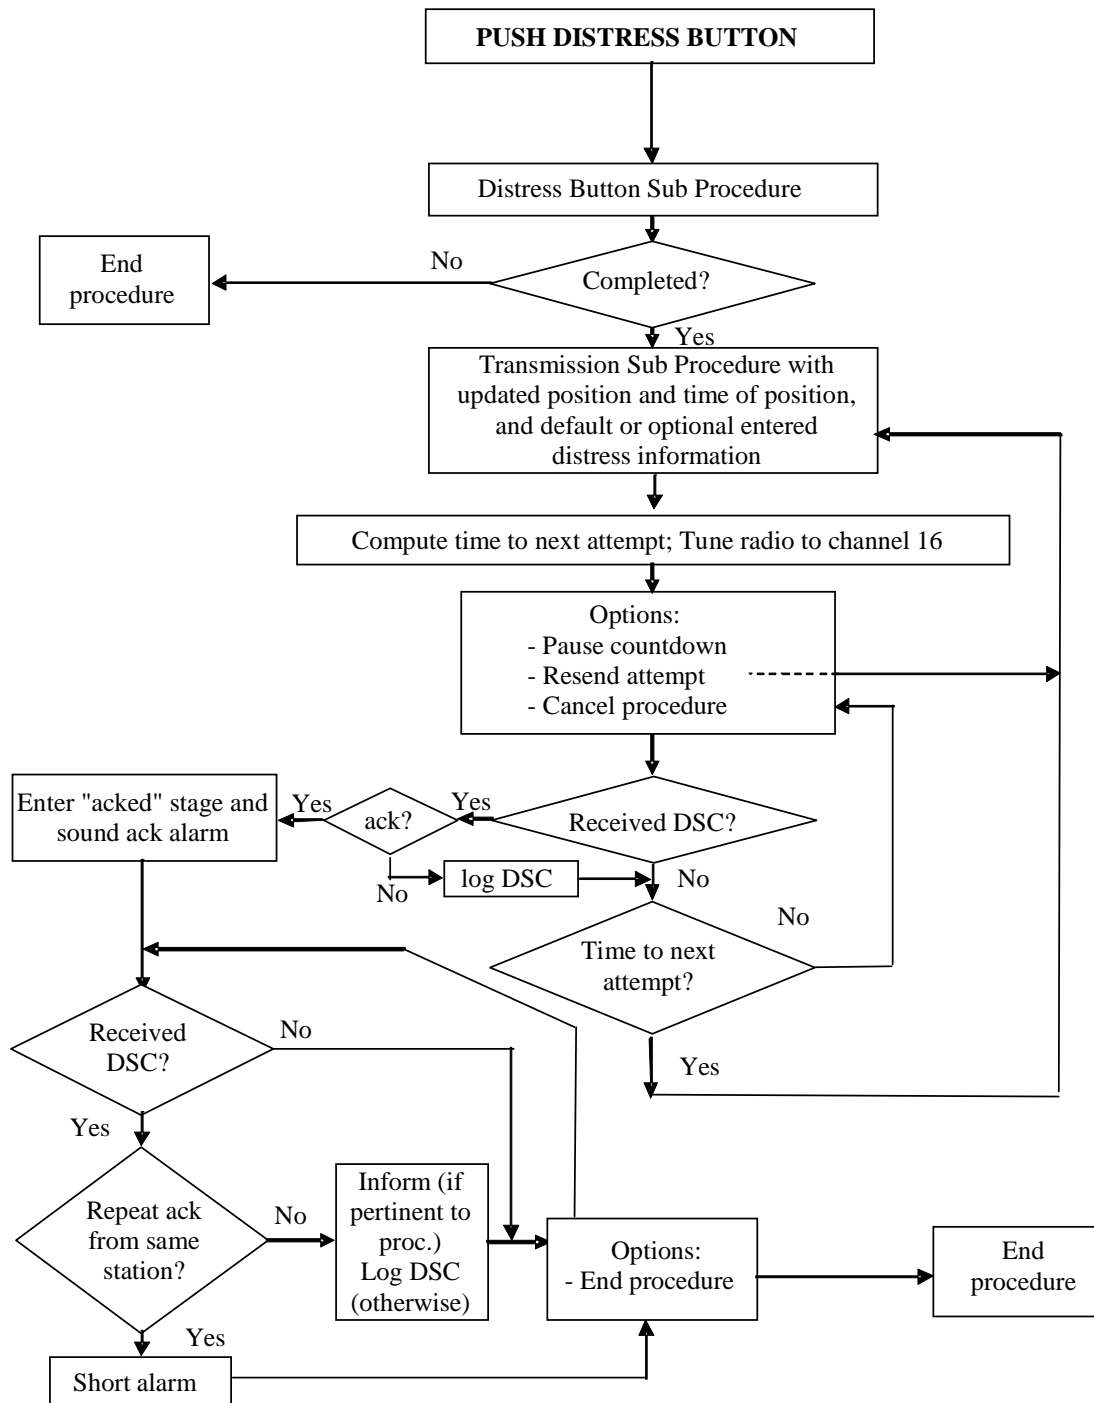 PUSH DISTRESS BUTTON
Distress Button Sub Procedure
End
procedure
No
Completed?
Yes
Transmission Sub Procedure with
updated position and time of position,
and default or optional entered
distress information
Compute time to next attempt; Tune radio to channel 16
Options:
- Pause countdown
- Resend attempt
- Cancel procedure
Enter "acked" stage and
sound ack alarm
Yes
ack?
Yes
Received DSC?
No
log DSC
No
Time to next
attempt?
No
Yes
Received
DSC?
No
Yes
Repeat ack
from same
station?
No
Inform (if
pertinent to
proc.)
Log DSC
(otherwise)
Options:
- End procedure
End
procedure
Yes
Short alarm